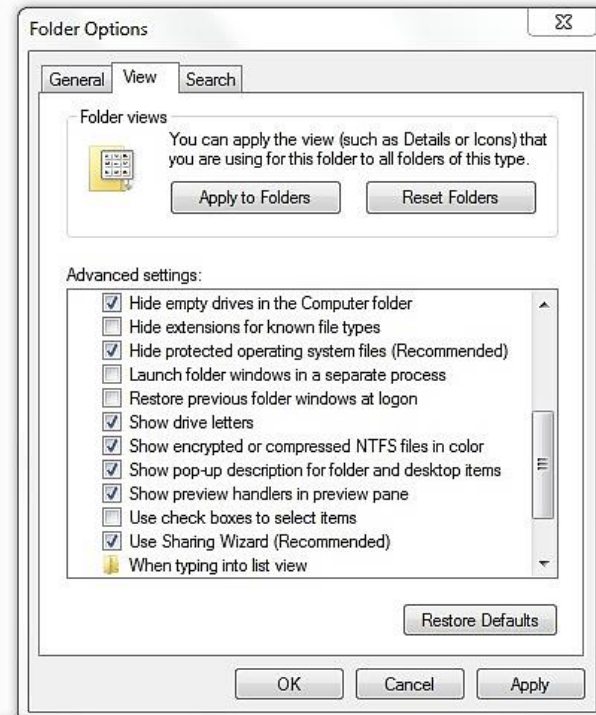 Folder Options
General View Search
Folder views
You can apply the view (such as Details or Icons) that
you are using for this folder to all folders of this type.
Apply to Folders Reset Folders
Advanced settings:
Hide empty drives in the Computer folder
Hide extensions for known file types
Hide protected operating system files (Recommended)
Launch folder windows in a separate process
Restore previous folder windows at logon
Show drive letters
Show encrypted or compressed NTFS files in color
Show pop-up description for folder and desktop items
Show preview handlers in preview pane
Use check boxes to select items
Use Sharing Wizard (Recommended)
When typing into list view
Restore Defaults
OK Cancel Apply